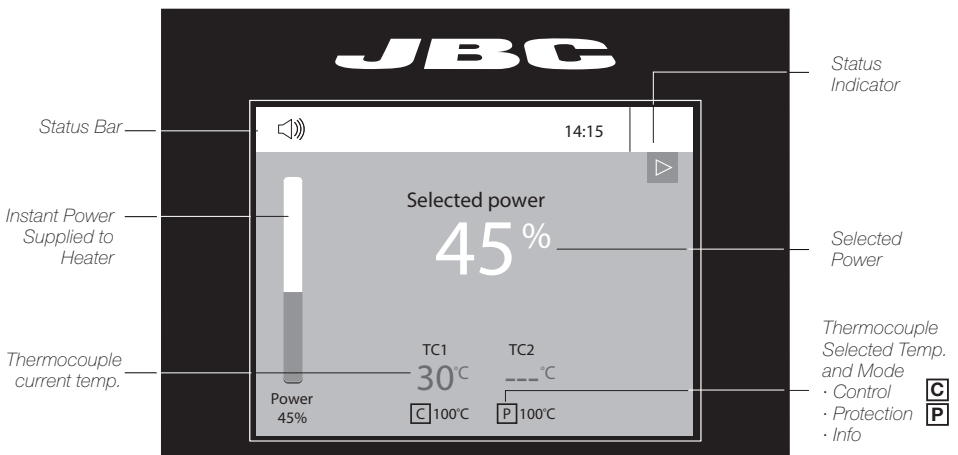 JBC
Status Bar
14:15
Status
Indicator
Instant Power
Supplied to
Heater
Selected power
45%
Selected
Power
Thermocouple
current temp.
TC1
TC2
30°C
---°C
C 100°C
P 100°C
Power
45%
Thermocouple
Selected Temp.
and Mode
· Control C
· Protection P
· Info